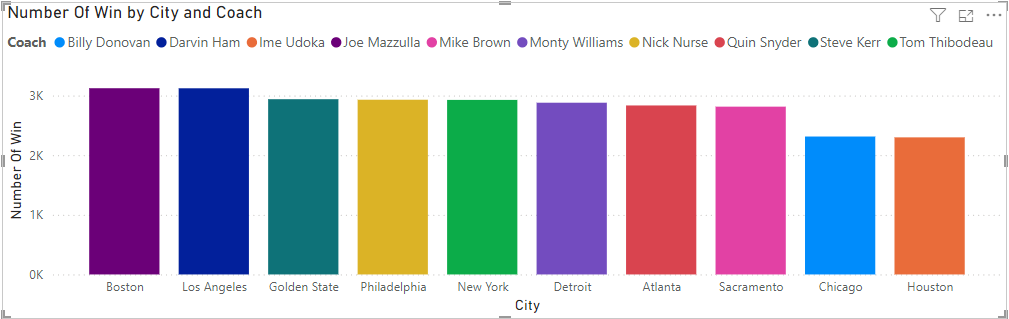 Number Of Win by City and Coach
Coach Billy Donovan Darvin Ham Ime Udoka Joe Mazzulla Mike Brown Monty Williams Nick Nurse Quin Snyder Steve Kerr Tom Thibodeau
Number Of Win
3K
2K
1K
0K
Boston Los Angeles Golden State Philadelphia New York Detroit Atlanta Sacramento Chicago Houston
City